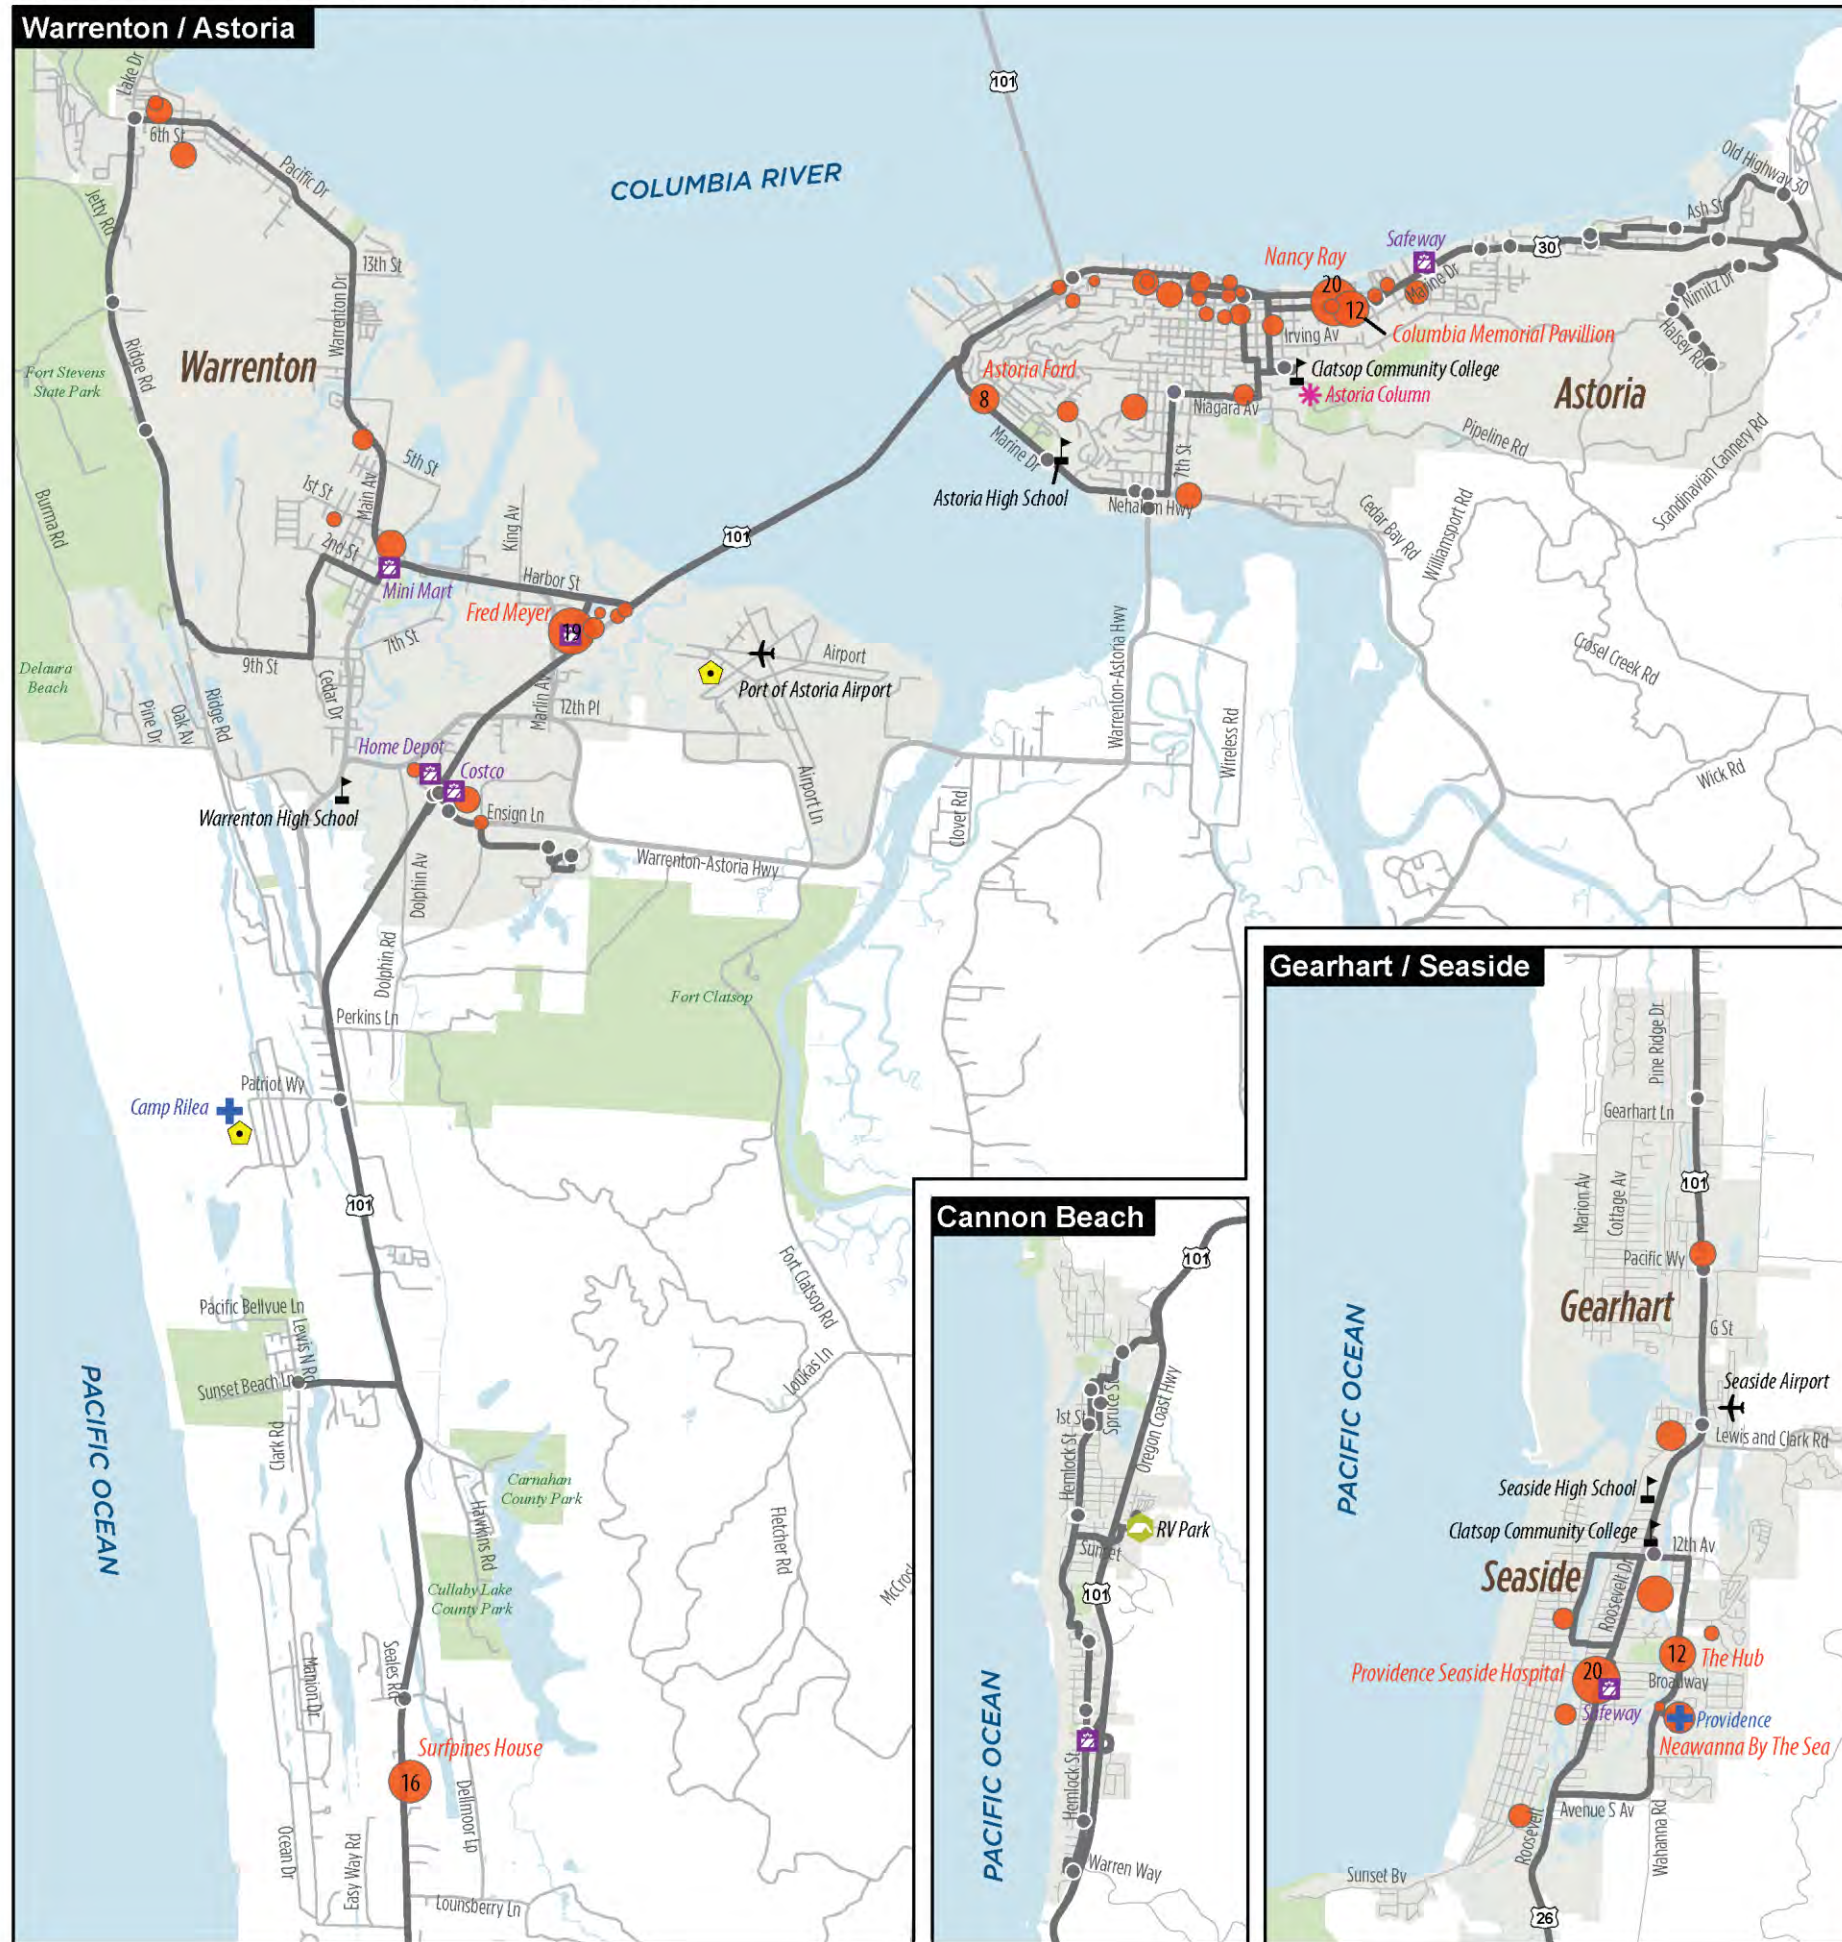 Warrenton / Astoria
Lake Dr
6th St
Pacific Dr
Jetty Rd
13th St
Warrenton Dr
Ridge Rd
Warrenton
Fort Stevens
State Park
COLUMBIA RIVER
101
Nancy Ray
20
12
Safeway
Marine Dr
30
Ash St
Old Highway 30
Nimitz Dr
Halsey Rd
Irving Av
Columbia Memorial Pavillion
Clatsop Community College
Astoria Column
Astoria
Astoria Ford
8
Niagara Av
Pipeline Rd
Scandinavian Cannery Rd
Marine Dr
7th St
Astoria High School
Nehalem Hwy
Cedar Bay Rd
Williamsport Rd
5th St
1st St
Main Av
2nd St
Burma Rd
King Av
101
Harbor St
Mini Mart
Fred Meyer
19
7th St
9th St
Delaura
Beach
Cedar Dr
Pine Dr
Oak Av
Ridge Rd
Marlin Av
12th Pl
Airport
Port of Astoria Airport
Airport Ln
Warrenton-Astoria Hwy
Wireless Rd
Crosel Creek Rd
Wick Rd
Home Depot
Costco
Warrenton High School
Ensign Ln
Clover Rd
Warrenton-Astoria Hwy
Dolphin Av
Dolphin Rd
Fort Clatsop
Perkins Ln
Patriot Wy
Camp Rilea
101
Pacific Bellvue Ln
Lewis N Rd
Sunset Beach Ln
Clark Rd
Fort Clatsop Rd
Loukas Ln
PACIFIC OCEAN
Carnahan
County Park
Hawkins Rd
Cullaby Lake
County Park
Fletcher Rd
Seales Rd
Manion Dr
Surfpines House
16
Dellmoor Lp
Ocean Dr
Easy Way Rd
Lounsberry Ln
Cannon Beach
101
Spruce St
1st St
Hemlock St
Oregon Coast Hwy
RV Park
Sunset
101
PACIFIC OCEAN
Hemlock St
Warren Way
Gearhart / Seaside
Pine Ridge Dr
Gearhart Ln
Marion Av
Cottage Av
101
Pacific Wy
Gearhart
G St
PACIFIC OCEAN
Seaside Airport
Lewis and Clark Rd
Seaside High School
Clatsop Community College
12th Av
Seaside
Roosevelt Dr
12
The Hub
Providence Seaside Hospital
20
Broadway
Safeway
Providence
Neawanna By The Sea
Avenue S Av
Roosevelt
Wahanna Rd
Sunset Bv
26